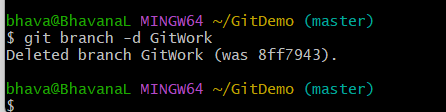 bhava@BhavanaL MINGW64 ~/GitDemo (master)
$ git branch -d GitWork
Deleted branch GitWork (was 8ff7943).
bhava@BhavanaL MINGW64 ~/GitDemo (master)
$